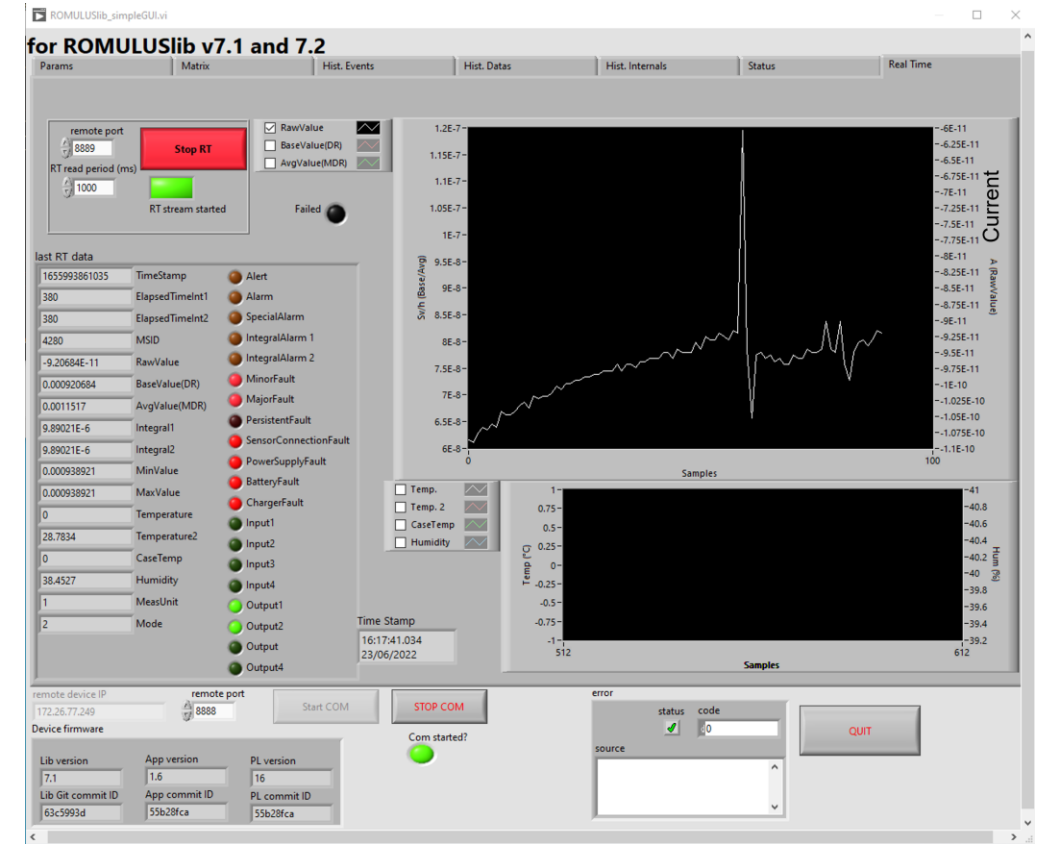 ROMULUSlib_simpleGUI.vi
for ROMULUSlib v7.1 and 7.2
Params Matrix Hist. Events Hist. Datas Hist. Internals Status Real Time
remote port
8889
Stop RT
RT read period (ms)
1000
RT stream started
RawValue
BaseValue(DR)
AvgValue(MDR)
Failed
last RT data
1655993861035 TimeStamp
380 ElapsedTimeInt1
380 ElapsedTimeInt2
4280 MSID
-9.20684E-11 RawValue
0.000920684 BaseValue(DR)
0.0011517 AvgValue(MDR)
9.89021E-6 Integral1
9.89021E-6 Integral2
0.000938921 MinValue
0.000938921 MaxValue
0 Temperature
28.7834 Temperature2
0 CaseTemp
38.4527 Humidity
1 MeasUnit
2 Mode
Alert
Alarm
SpecialAlarm
IntegralAlarm 1
IntegralAlarm 2
MinorFault
MajorFault
PersistentFault
SensorConnectionFault
PowerSupplyFault
BatteryFault
ChargerFault
Input1
Input2
Input3
Input4
Output1
Output2
Output
Output4
Time Stamp
16:17:41.034
23/06/2022
Sv/h (Base/Avg)
1.2E-7
1.15E-7
1.1E-7
1.05E-7
1E-7
9.5E-8
9E-8
8.5E-8
8E-8
7.5E-8
7E-8
6.5E-8
6E-8
0 100
Samples
-6E-11
-6.25E-11
-6.5E-11
-6.75E-11
-7E-11
-7.25E-11
-7.5E-11
-7.75E-11
-8E-11
-8.25E-11
-8.5E-11
-8.75E-11
-9E-11
-9.25E-11
-9.5E-11
-9.75E-11
-1E-10
-1.025E-10
-1.05E-10
-1.075E-10
-1.1E-10
Current
A (RawValue)
Temp.
Temp. 2
CaseTemp
Humidity
Temp (°C)
1
0.75
0.5
0.25
0
-0.25
-0.5
-0.75
-1
512 612
Samples
41
40.8
40.6
40.4
40.2
40
39.8
39.6
39.4
39.2
Hum (%)
remote device IP
172.26.77.249
remote port
8888
Start COM
STOP COM
Com started?
Device firmware
Lib version App version PL version
7.1 1.6 16
Lib Git commit ID App commit ID PL commit ID
63c5993d 55b28fca 55b28fca
error
status code
0
source
QUIT